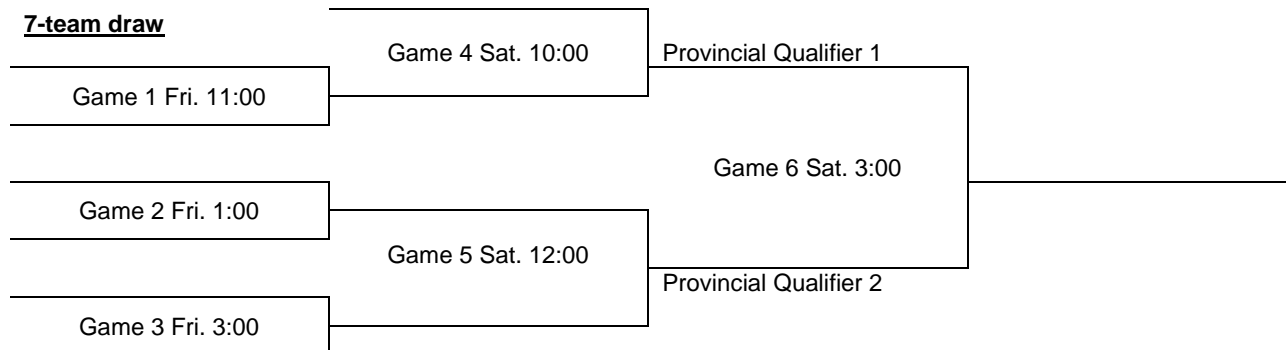 7-team draw
Game 4 Sat. 10:00
Provincial Qualifier 1
Game 1 Fri. 11:00
Game 6 Sat. 3:00
Game 2 Fri. 1:00
Game 5 Sat. 12:00
Provincial Qualifier 2
Game 3 Fri. 3:00